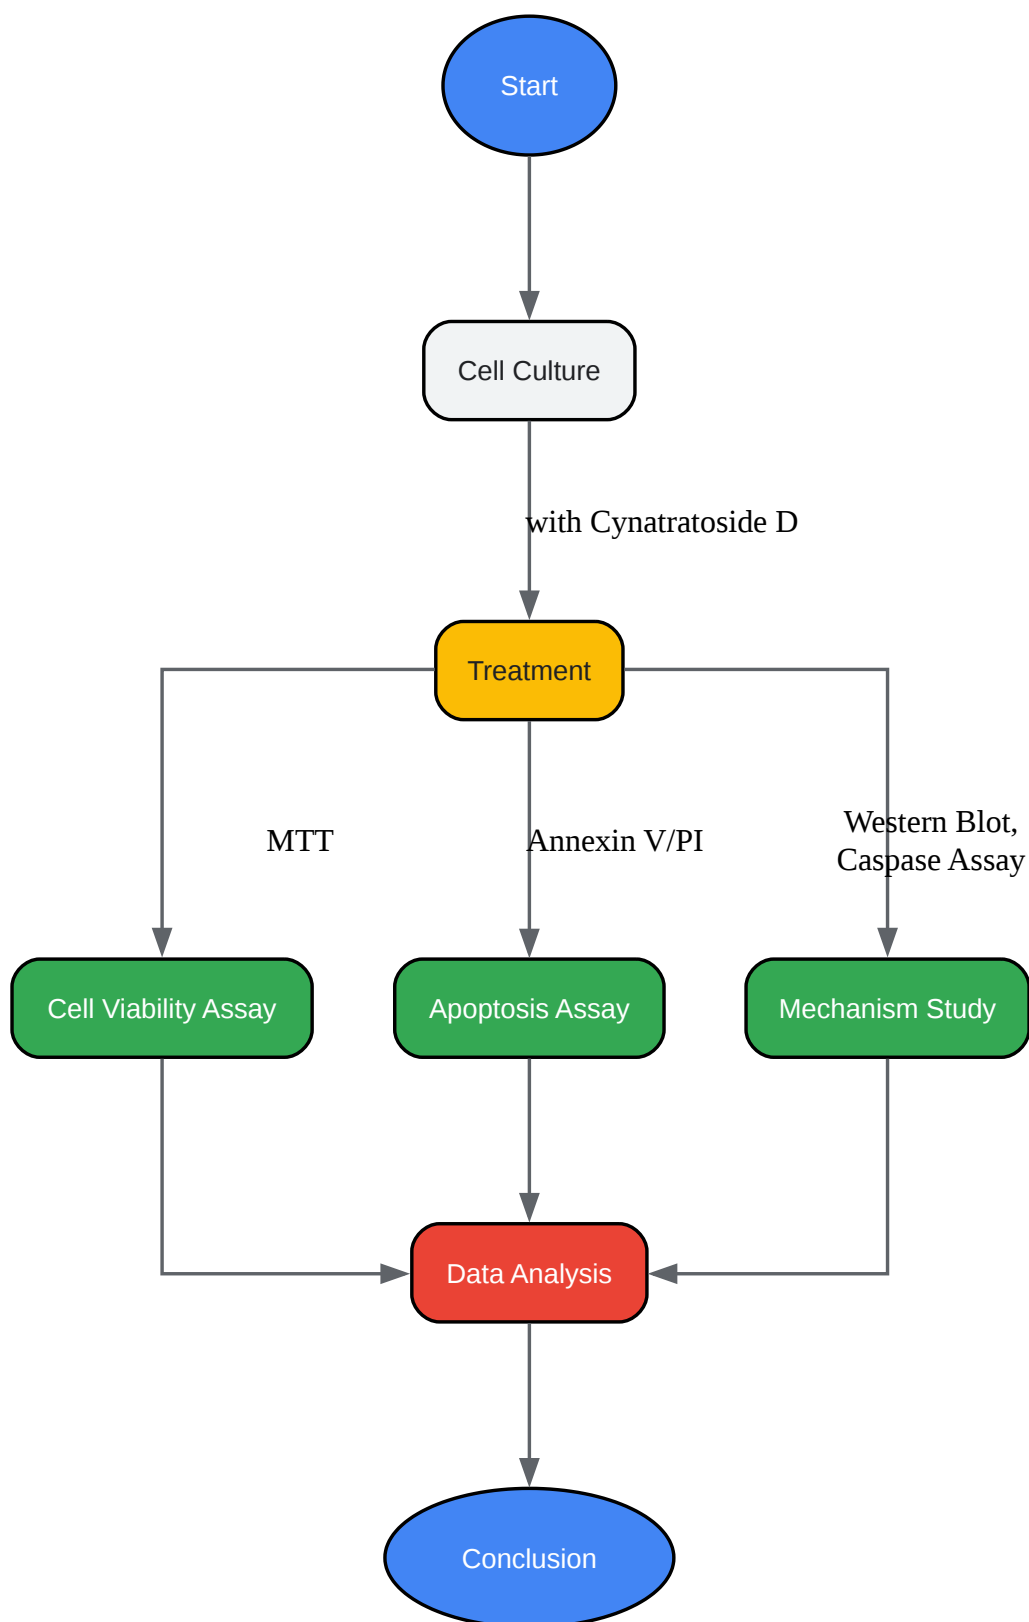 Start
Cell Culture
with Cynatratoside D
Treatment
MTT
Annexin V/PI
Western Blot,
Caspase Assay
Cell Viability Assay
Apoptosis Assay
Mechanism Study
Data Analysis
Conclusion